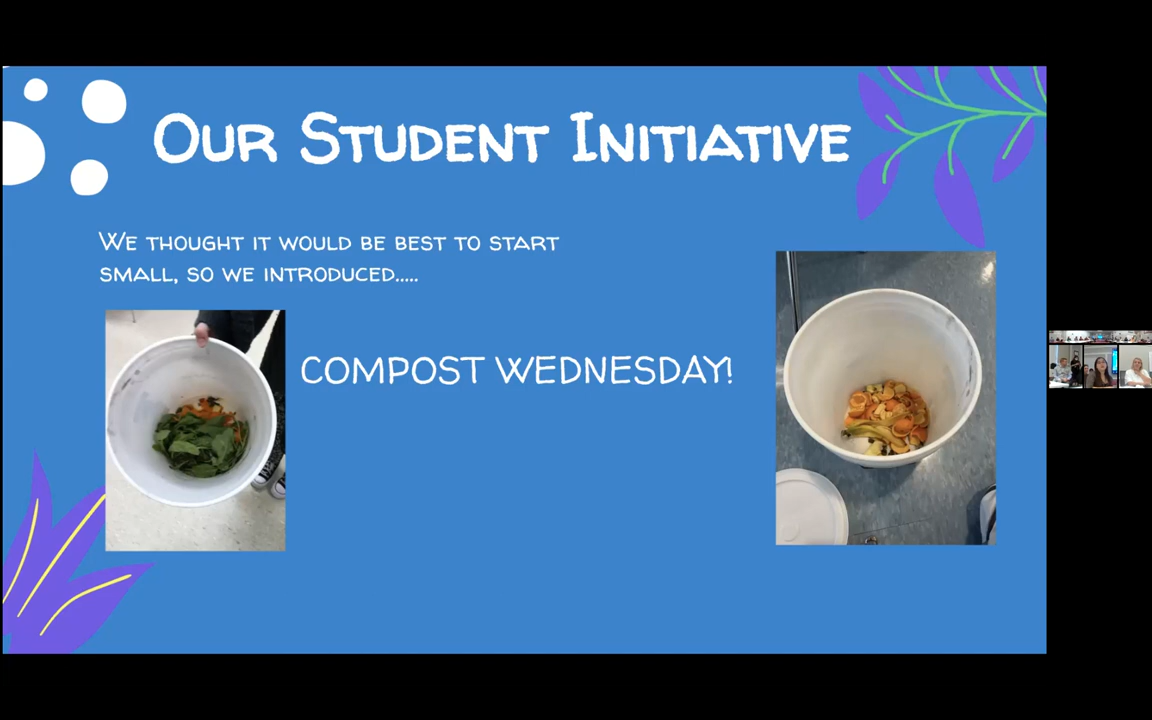 Our Student Initiative
We thought it would be best to start
small, so we introduced.....
COMPOST WEDNESDAY!